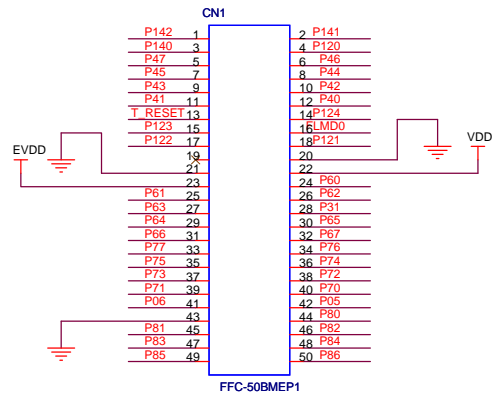 CN1
P142 1 2 P141
P140 3 4 P120
P47 5 6 P46
P45 7 8 P44
P43 9 10 P42
P41 11 12 P40
T_RESET 13 14 P124
P123 15 16 FLMD0
P122 17 18 P121
EVDD 19 20 VDD
21 22
23 24 P60
P61 25 26 P62
P63 27 28 P31
P64 29 30 P65
P66 31 32 P67
P77 33 34 P76
P75 35 36 P74
P73 37 38 P72
P71 39 40 P70
P06 41 42 P05
43 44 P80
P81 45 46 P82
P83 47 48 P84
P85 49 50 P86
FFC-50BMEP1